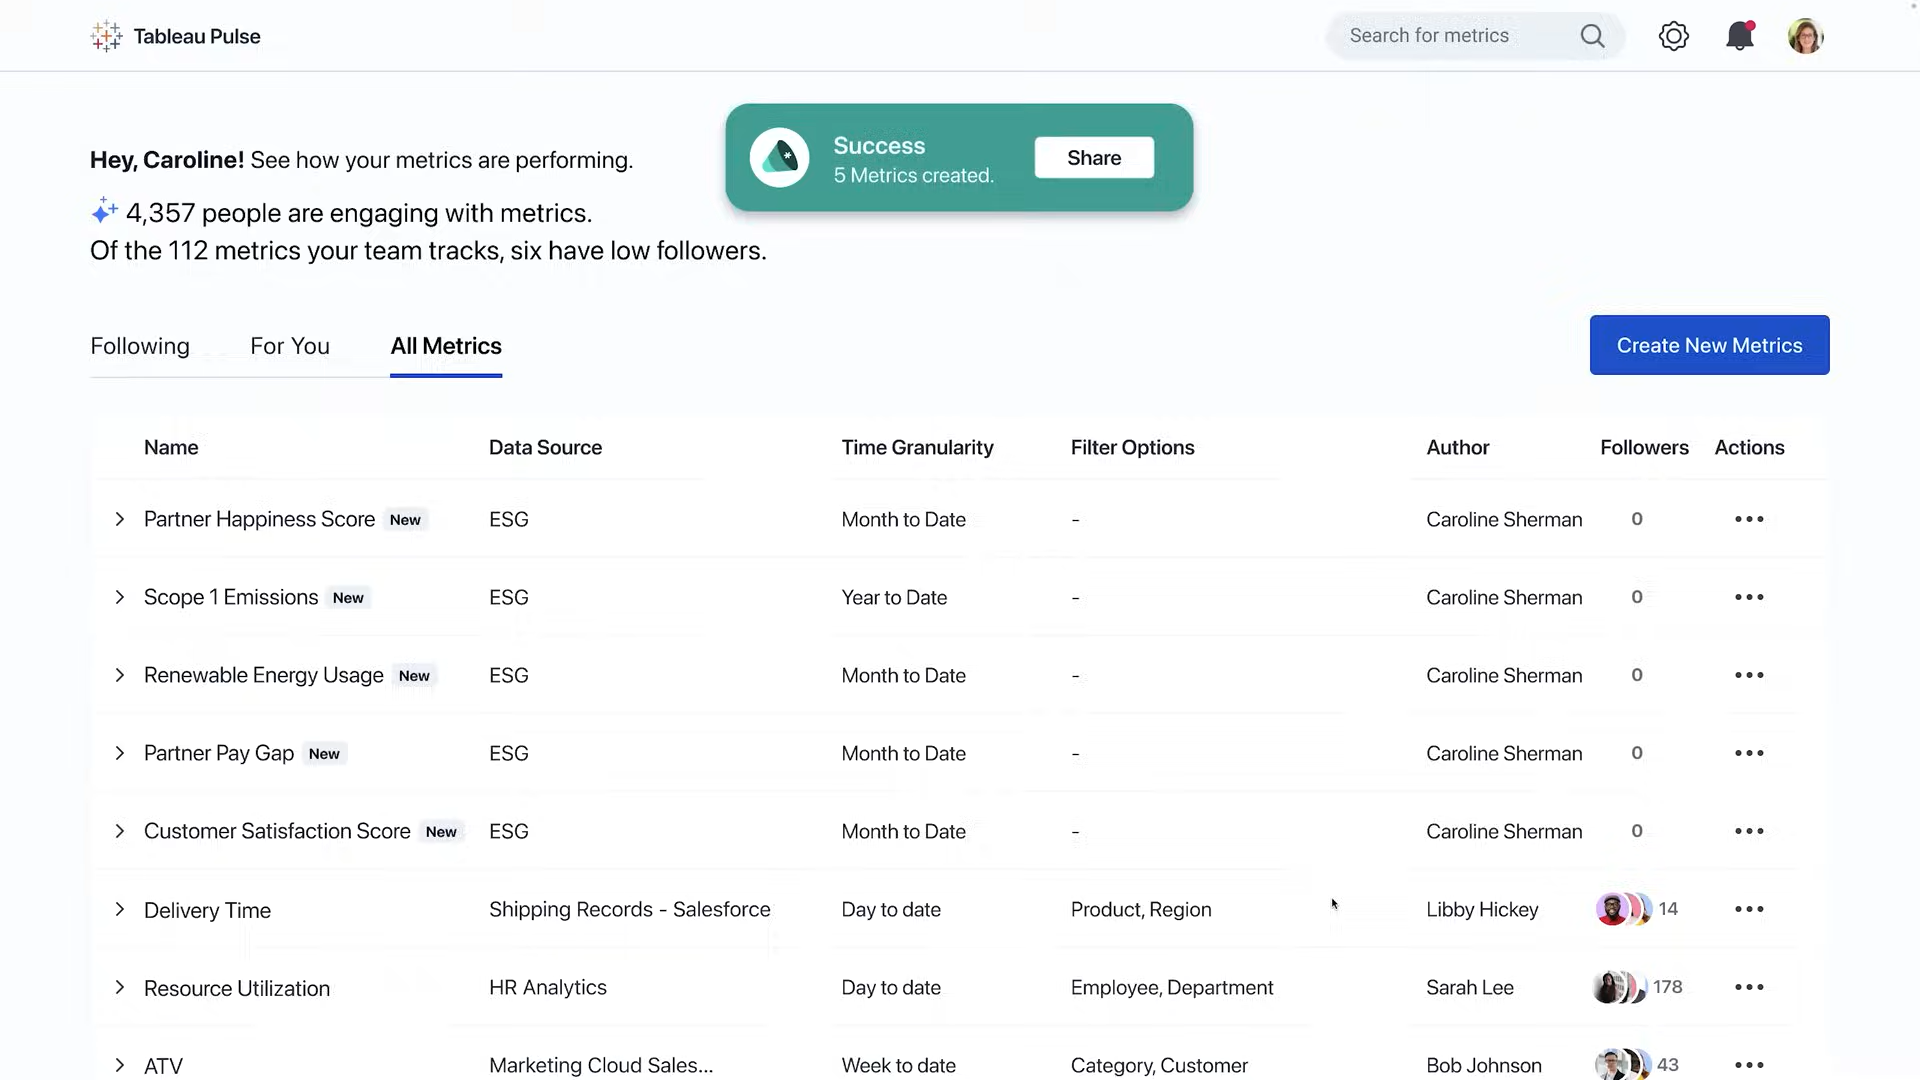 Tableau Pulse
Search for metrics
Success
5 Metrics created.
Share
Hey, Caroline! See how your metrics are performing.
4,357 people are engaging with metrics.
Of the 112 metrics your team tracks, six have low followers.
Following For You All Metrics
Create New Metrics
Name Data Source Time Granularity Filter Options Author Followers Actions
Partner Happiness Score New ESG Month to Date - Caroline Sherman 0
Scope 1 Emissions New ESG Year to Date - Caroline Sherman 0
Renewable Energy Usage New ESG Month to Date - Caroline Sherman 0
Partner Pay Gap New ESG Month to Date - Caroline Sherman 0
Customer Satisfaction Score New ESG Month to Date - Caroline Sherman 0
Delivery Time Shipping Records - Salesforce Day to date Product, Region Libby Hickey 14
Resource Utilization HR Analytics Day to date Employee, Department Sarah Lee 178
ATV Marketing Cloud Sales... Week to date Category, Customer Bob Johnson 43